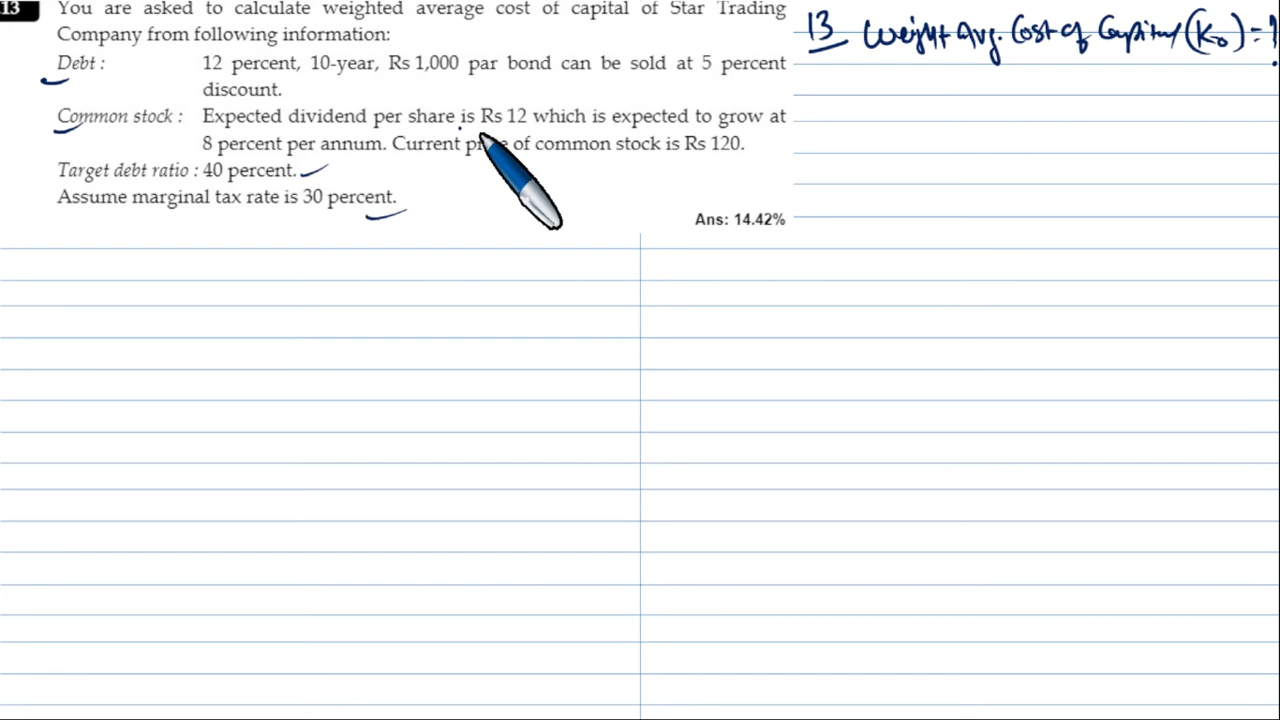 13 You are asked to calculate weighted average cost of capital of Star Trading
Company from following information:
Debt : 12 percent, 10-year, Rs 1,000 par bond can be sold at 5 percent
discount.
Common stock : Expected dividend per share is Rs 12 which is expected to grow at
8 percent per annum. Current of common stock is Rs 120.
Target debt ratio : 40 percent.
Assume marginal tax rate is 30 percent.
Ans: 14.42%
13 Weight Avg. Cost of Capital (K₀) = ?